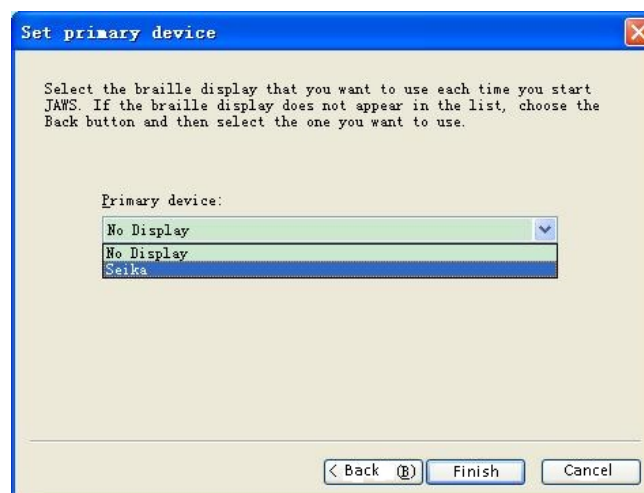 Set primary device
Select the braille display that you want to use each time you start
JAWS. If the braille display does not appear in the list, choose the
Back button and then select the one you want to use.
Primary device:
No Display
No Display
Seika
< Back (B)
Finish
Cancel